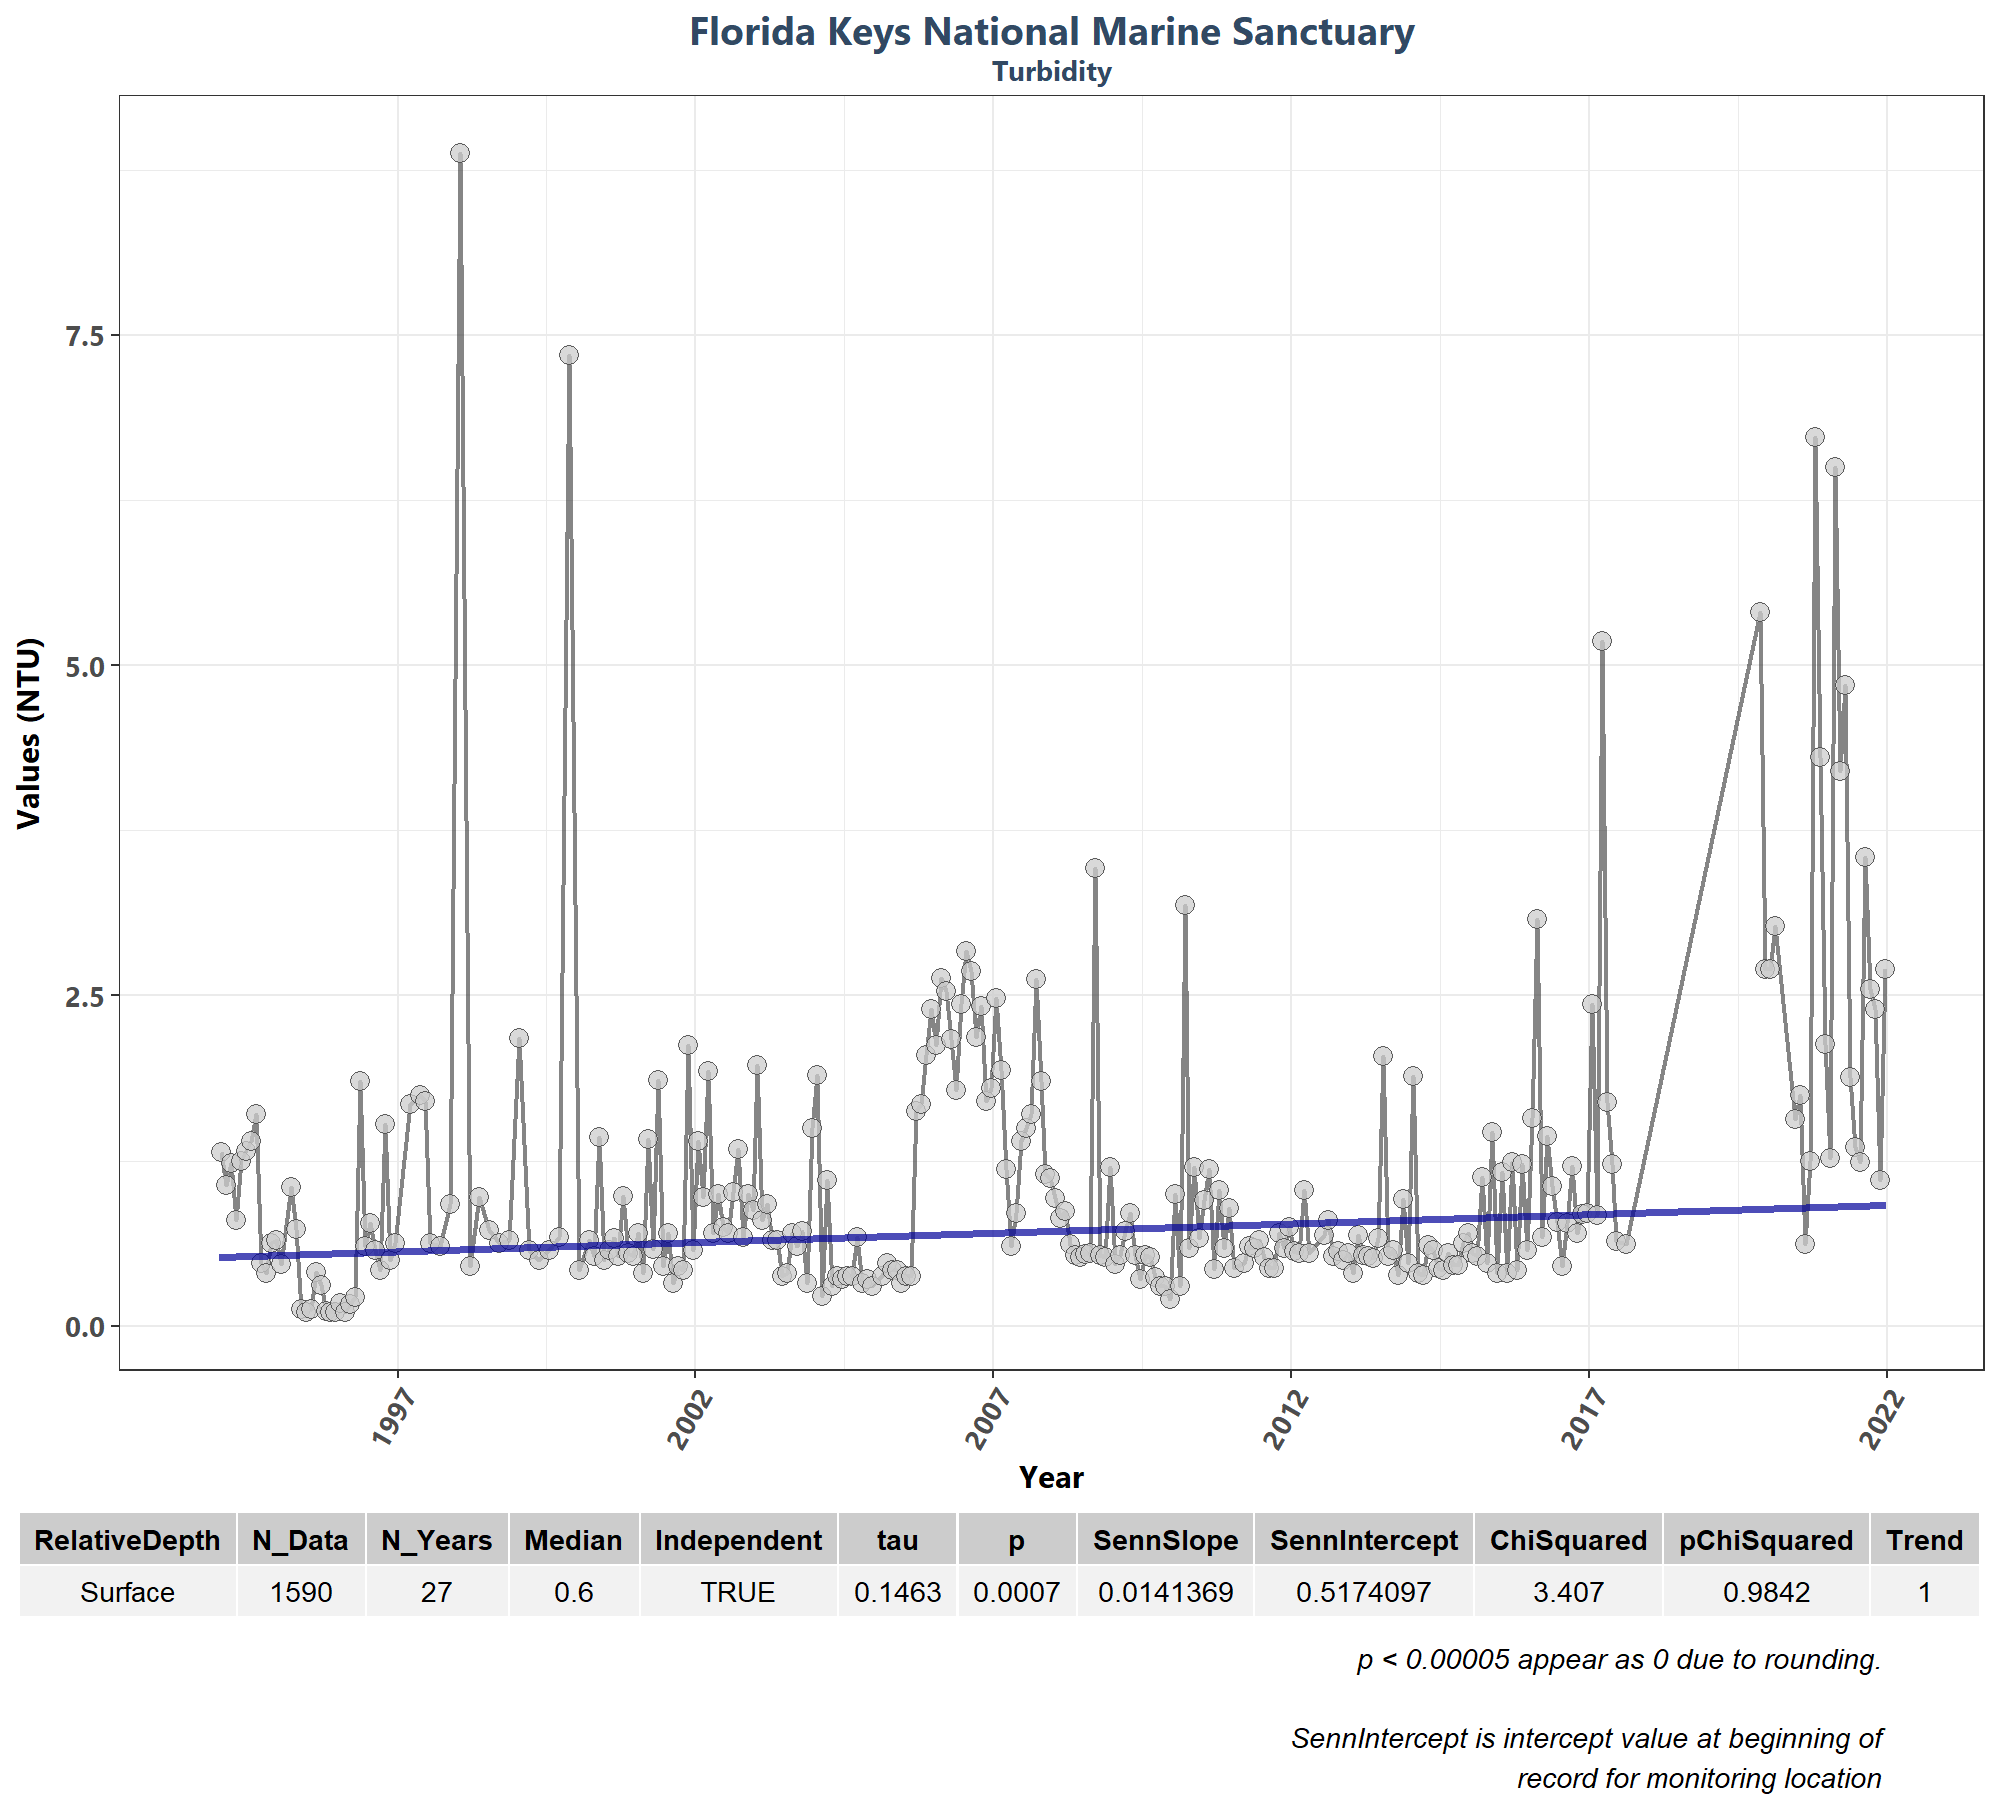 Florida Keys National Marine Sanctuary
Turbidity
Values (NTU)
7.5
5.0
2.5
0.0
1997 2002 2007 2012 2017 2022
Year
RelativeDepth N_Data N_Years Median Independent tau p SennSlope SennIntercept ChiSquared pChiSquared Trend
Surface 1590 27 0.6 TRUE 0.1463 0.0007 0.0141369 0.5174097 3.407 0.9842 1
p < 0.00005 appear as 0 due to rounding.
SennIntercept is intercept value at beginning of
record for monitoring location